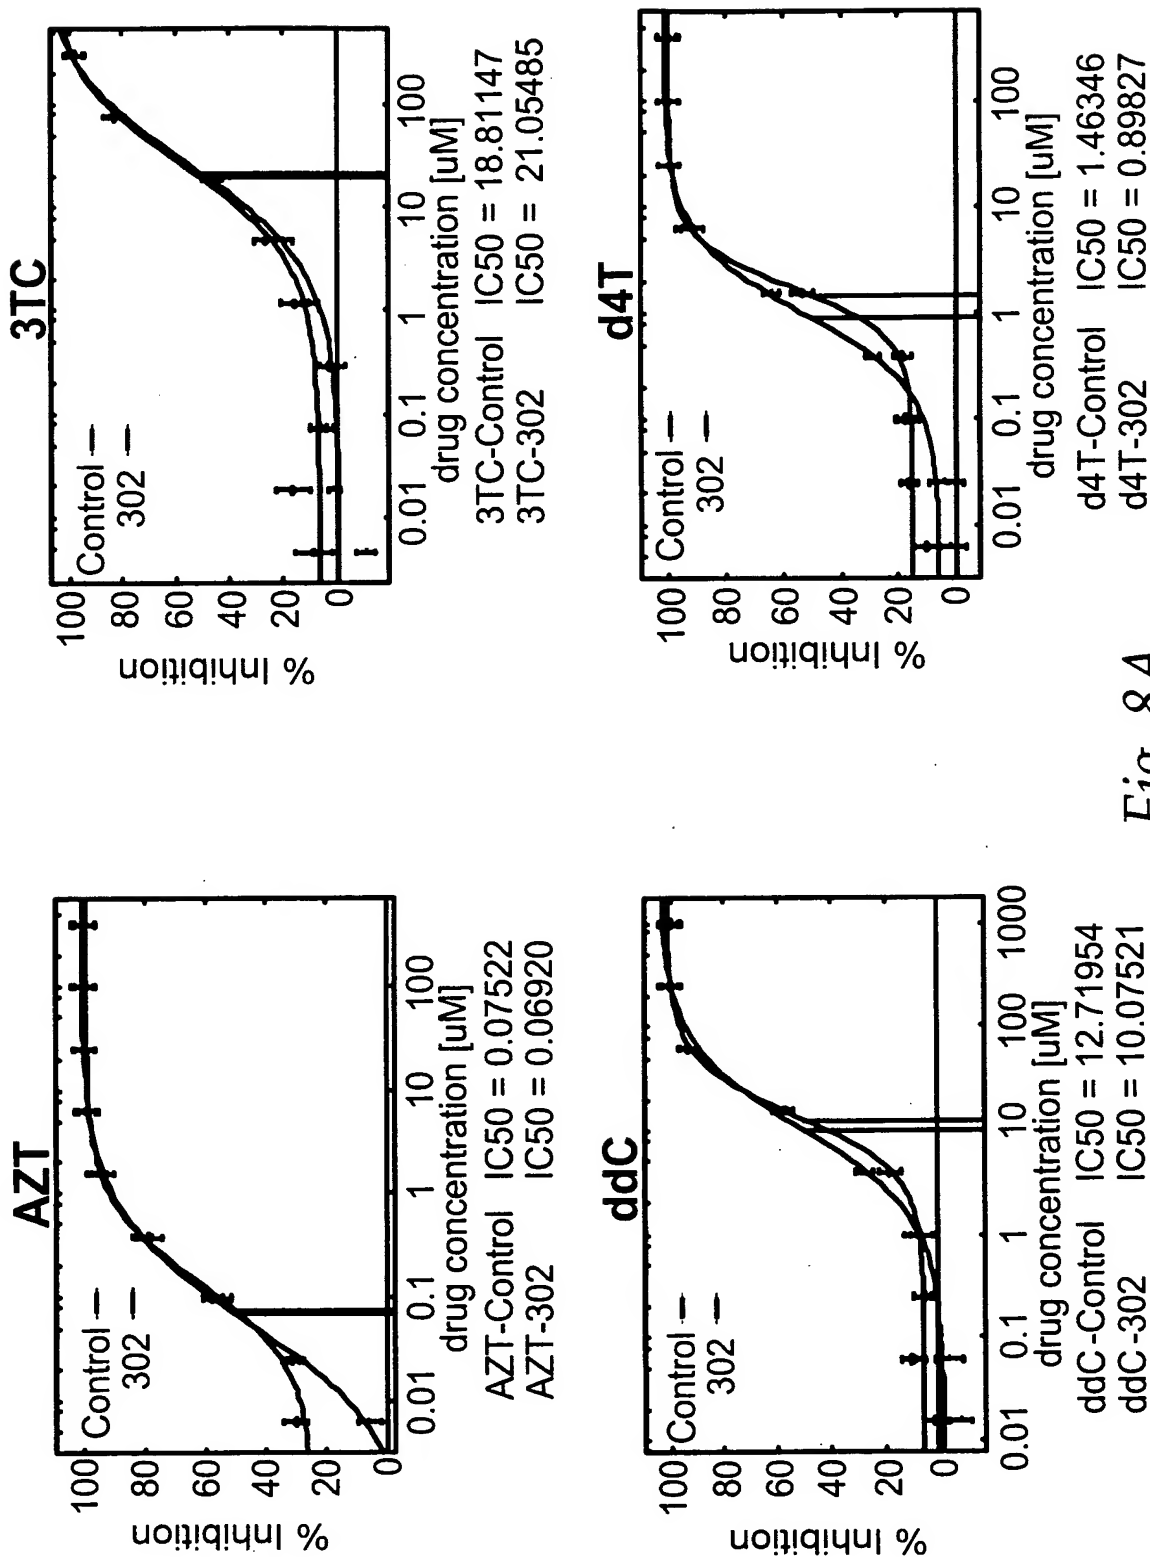 AZT
Control
302
% Inhibition
100
80
60
40
20
0
0.01
0.1
1
10
100
drug concentration [uM]
AZT-Control IC50 = 0.07522
AZT-302 IC50 = 0.06920
3TC
Control
302
% Inhibition
100
80
60
40
20
0
0.01
0.1
1
10
100
drug concentration [uM]
3TC-Control IC50 = 18.81147
3TC-302 IC50 = 21.05485
ddC
Control
302
% Inhibition
100
80
60
40
20
0
0.01
0.1
1
10
100
1000
drug concentration [uM]
ddC-Control IC50 = 12.71954
ddC-302 IC50 = 10.07521
d4T
Control
302
% Inhibition
100
80
60
40
20
0
0.01
0.1
1
10
100
drug concentration [uM]
d4T-Control IC50 = 1.46346
d4T-302 IC50 = 0.89827
Fig. 8A